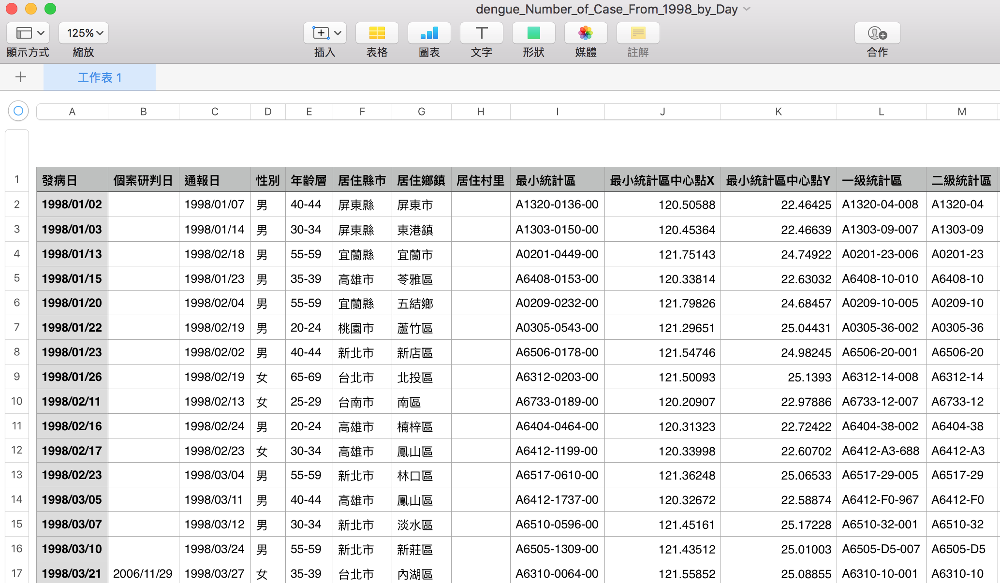 dengue_Number_of_Case_From_1998_by_Day
125%
顯示方式 縮放 插入 表格 圖表 文字 形狀 媒體 註解 合作
工作表 1
A B C D E F G H I J K L M
1 發病日 個案研判日 通報日 性別 年齡層 居住縣市 居住鄉鎮 居住村里 最小統計區 最小統計區中心點X 最小統計區中心點Y 一級統計區 二級統計區
2 1998/01/02 1998/01/07 男 40-44 屏東縣 屏東市 A1320-0136-00 120.50588 22.46425 A1320-04-008 A1320-04
3 1998/01/03 1998/01/14 男 30-34 屏東縣 東港鎮 A1303-0150-00 120.45364 22.46639 A1303-09-007 A1303-09
4 1998/01/13 1998/02/18 男 55-59 宜蘭縣 宜蘭市 A0201-0449-00 121.75143 24.74922 A0201-23-006 A0201-23
5 1998/01/15 1998/01/23 男 35-39 高雄市 苓雅區 A6408-0153-00 120.33814 22.63032 A6408-10-010 A6408-10
6 1998/01/20 1998/02/04 男 55-59 宜蘭縣 五結鄉 A0209-0232-00 121.79826 24.68457 A0209-10-005 A0209-10
7 1998/01/22 1998/02/19 男 20-24 桃園市 蘆竹區 A0305-0543-00 121.29651 25.04431 A0305-36-002 A0305-36
8 1998/01/23 1998/02/02 男 40-44 新北市 新店區 A6506-0178-00 121.54746 24.98245 A6506-20-001 A6506-20
9 1998/01/26 1998/02/19 女 65-69 台北市 北投區 A6312-0203-00 121.50093 25.1393 A6312-14-008 A6312-14
10 1998/02/11 1998/02/13 女 25-29 台南市 南區 A6733-0189-00 120.20907 22.97886 A6733-12-007 A6733-12
11 1998/02/16 1998/02/24 男 20-24 高雄市 楠梓區 A6404-0464-00 120.31323 22.72422 A6404-38-002 A6404-38
12 1998/02/17 1998/02/23 女 30-34 高雄市 鳳山區 A6412-1199-00 120.33998 22.60702 A6412-A3-688 A6412-A3
13 1998/02/23 1998/03/04 男 55-59 新北市 林口區 A6517-0610-00 121.36248 25.06533 A6517-29-005 A6517-29
14 1998/03/05 1998/03/11 男 40-44 高雄市 鳳山區 A6412-1737-00 120.32672 22.58874 A6412-F0-967 A6412-F0
15 1998/03/07 1998/03/12 男 30-34 新北市 淡水區 A6510-0596-00 121.45161 25.17228 A6510-32-001 A6510-32
16 1998/03/10 1998/03/24 男 55-59 新北市 新莊區 A6505-1309-00 121.43512 25.01003 A6505-D5-007 A6505-D5
17 1998/03/21 2006/11/29 1998/03/27 女 35-39 台北市 內湖區 A6310-0064-00 121.55852 25.08855 A6310-10-001 A6310-10